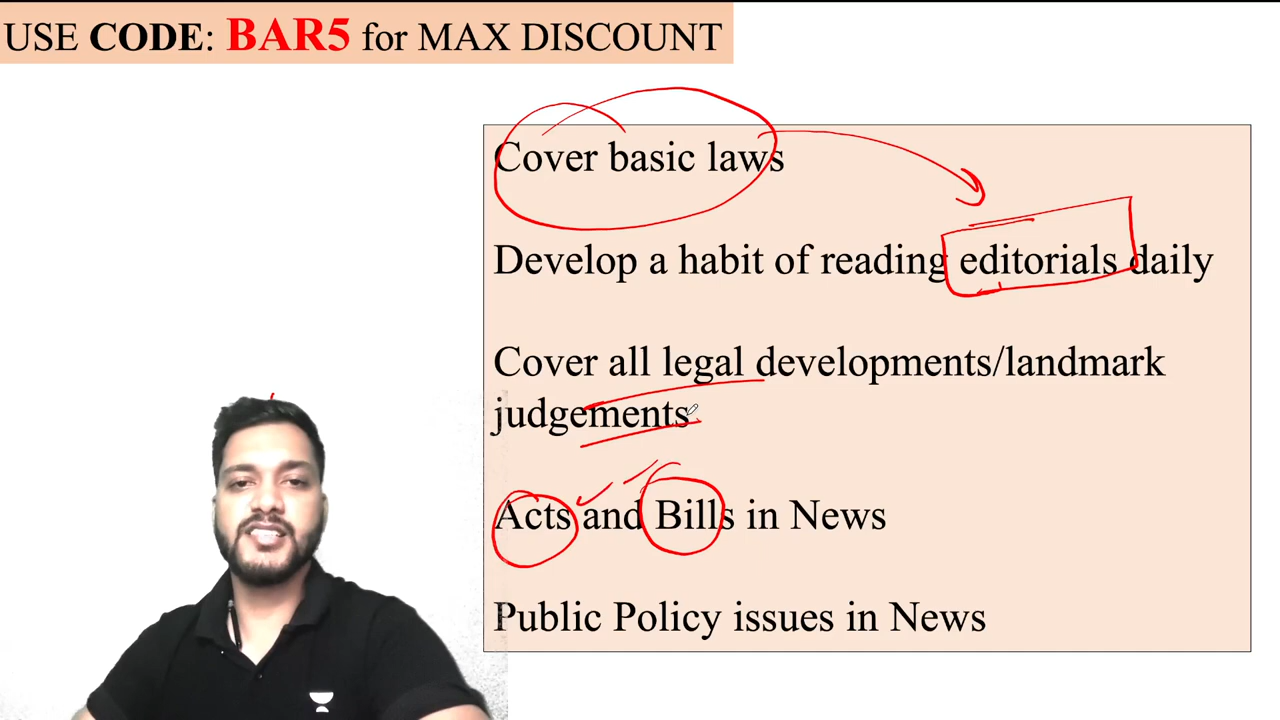 USE CODE: BAR5 for MAX DISCOUNT
Cover basic laws
Develop a habit of reading editorials daily
Cover all legal developments/landmark
judgements
Acts and Bills in News
Public Policy issues in News